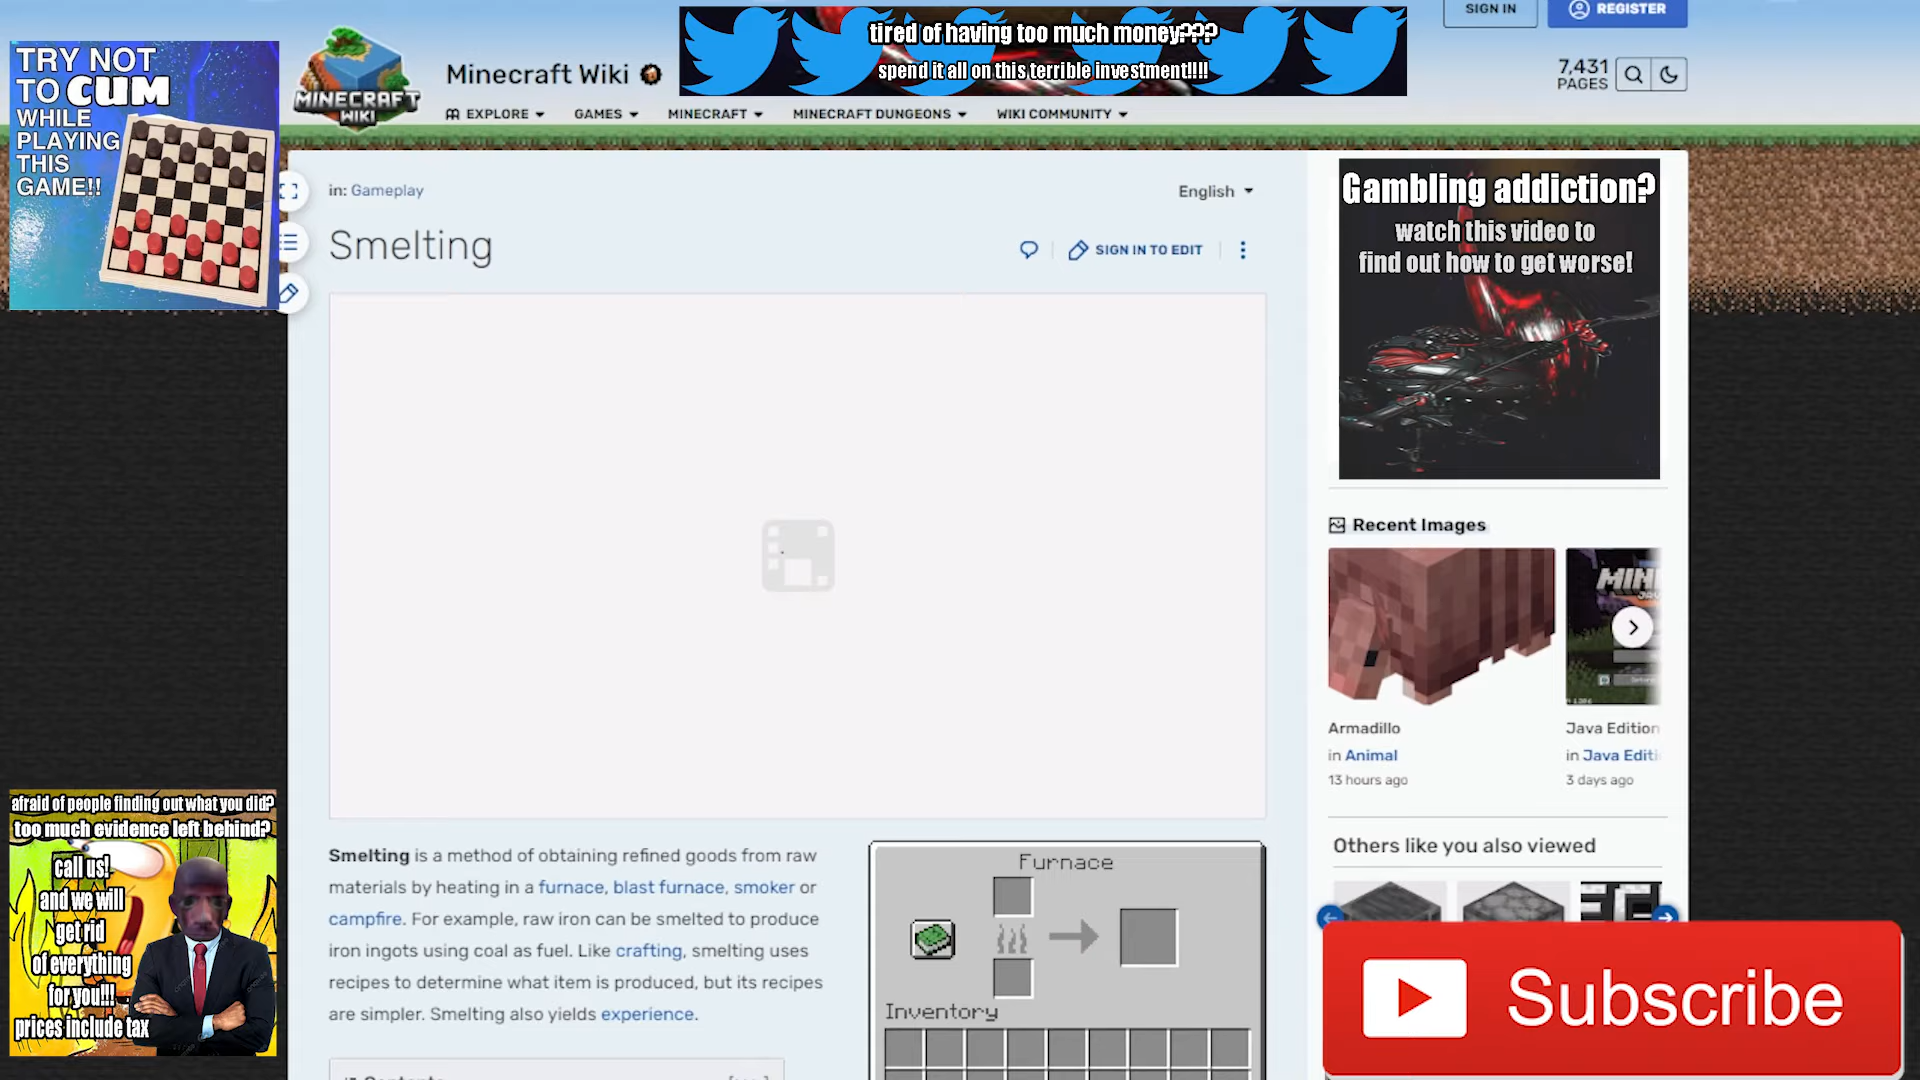 tired of having too much money???
spend it all on this terrible investment!!!!
SIGN IN
REGISTER
TRY NOT
TO CUM
WHILE
PLAYING
THIS
GAME!!
MINECRAFT
WIKI
Minecraft Wiki
7,431
PAGES
EXPLORE
GAMES
MINECRAFT
MINECRAFT DUNGEONS
WIKI COMMUNITY
in: Gameplay
English
Smelting
SIGN IN TO EDIT
Gambling addiction?
watch this video to
find out how to get worse!
Recent Images
Armadillo
in Animal
13 hours ago
MIN
Java Edition
in Java Editi
3 days ago
Others like you also viewed
afraid of people finding out what you did?
too much evidence left behind?
call us!
and we will
get rid
of everything
for you!!!
prices include tax
Smelting is a method of obtaining refined goods from raw
materials by heating in a furnace, blast furnace, smoker or
campfire. For example, raw iron can be smelted to produce
iron ingots using coal as fuel. Like crafting, smelting uses
recipes to determine what item is produced, but its recipes
are simpler. Smelting also yields experience.
Furnace
Inventory
Contents
Subscribe